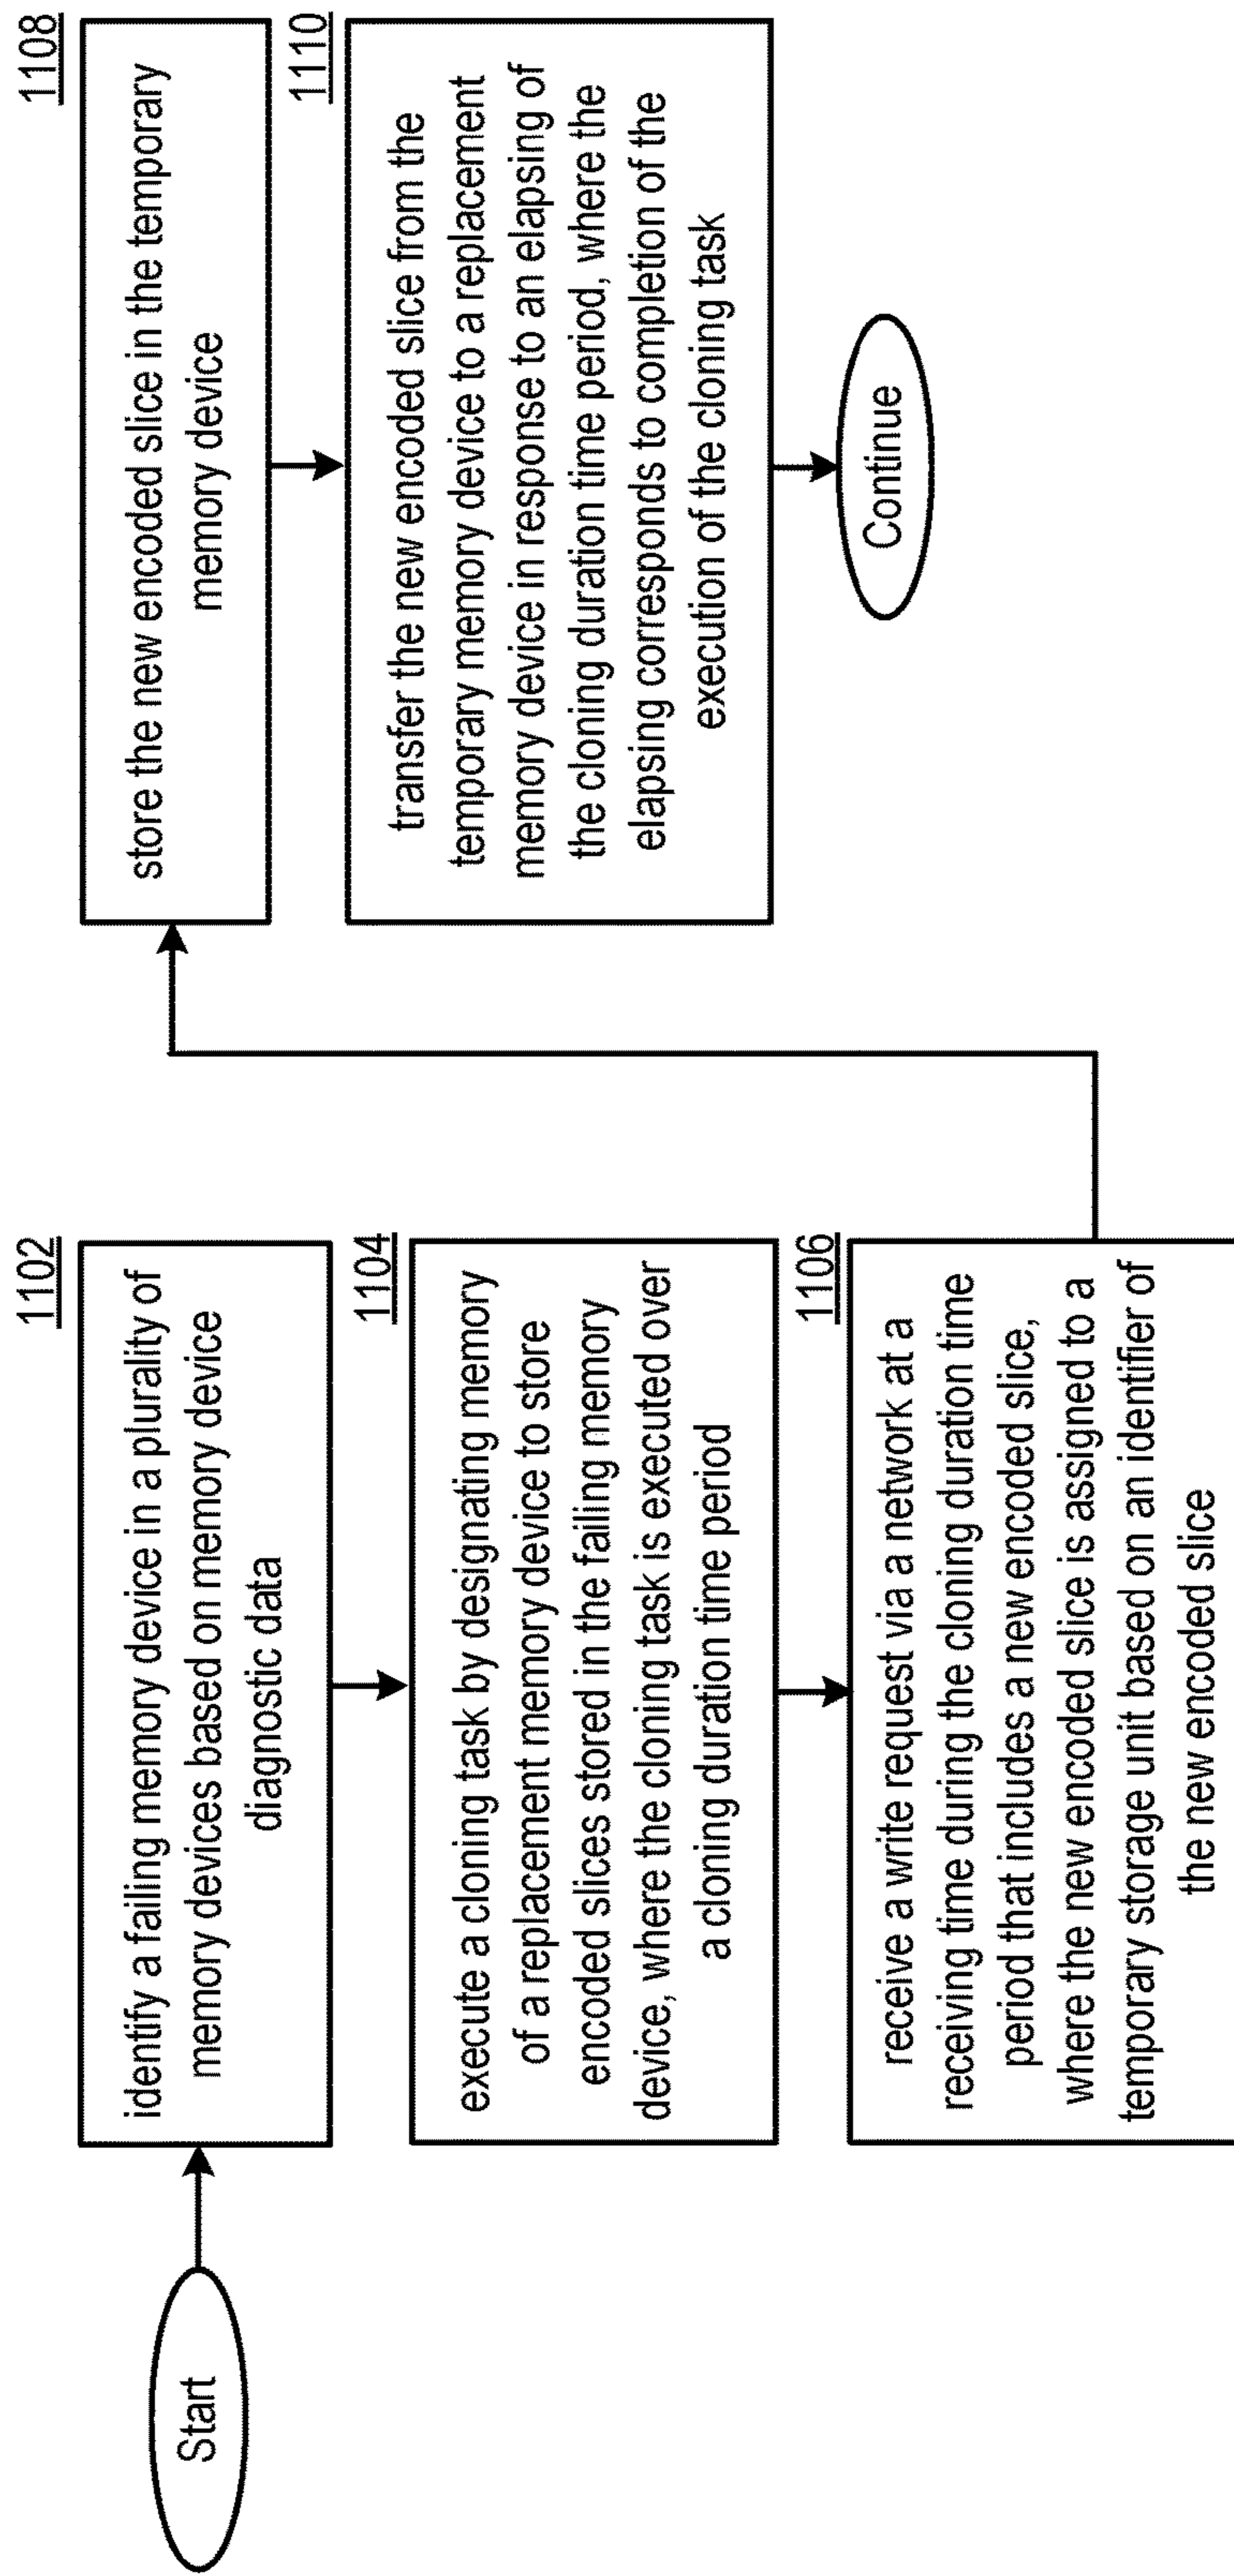 Start
1102
identify a failing memory device in a plurality of
memory devices based on memory device
diagnostic data
1104
execute a cloning task by designating memory
of a replacement memory device to store
encoded slices stored in the failing memory
device, where the cloning task is executed over
a cloning duration time period
1106
receive a write request via a network at a
receiving time during the cloning duration time
period that includes a new encoded slice,
where the new encoded slice is assigned to a
temporary storage unit based on an identifier of
the new encoded slice
1108
store the new encoded slice in the temporary
memory device
1110
transfer the new encoded slice from the
temporary memory device to a replacement
memory device in response to an elapsing of
the cloning duration time period, where the
elapsing corresponds to completion of the
execution of the cloning task
Continue